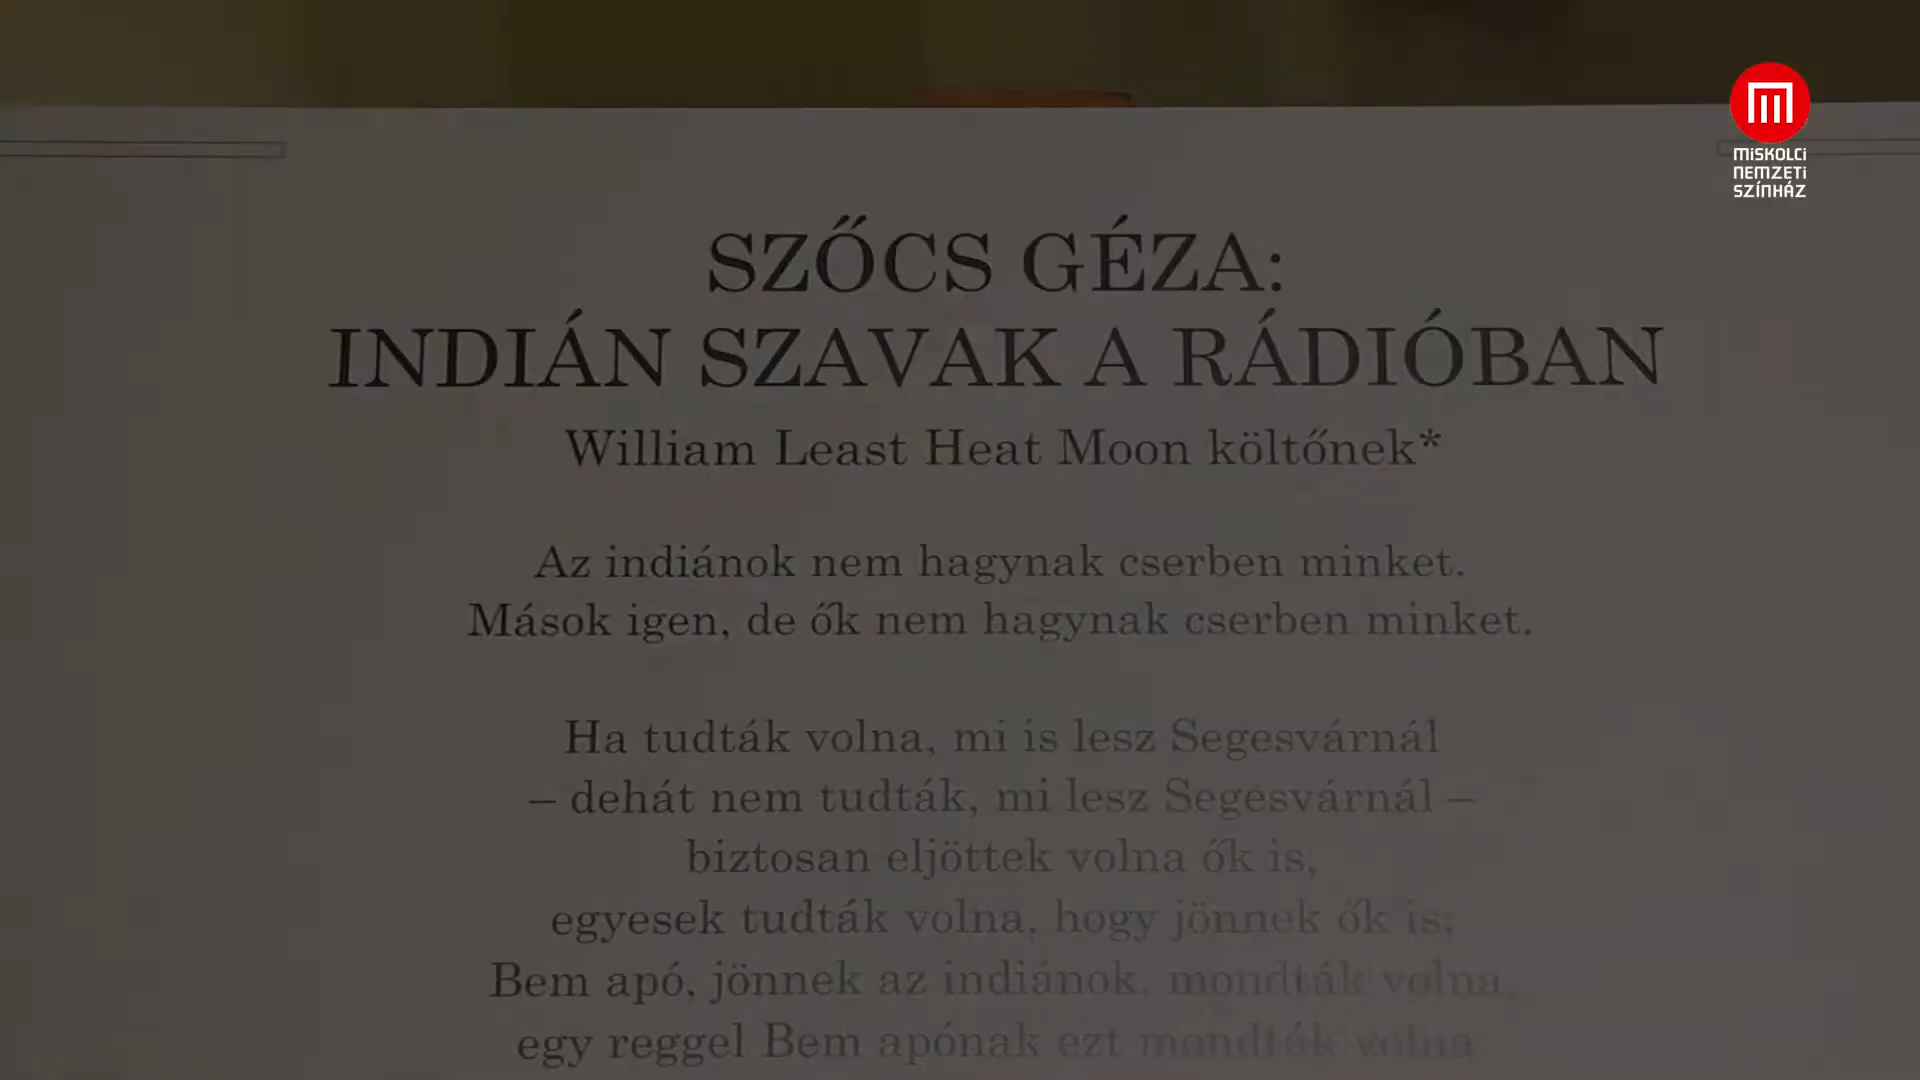 MISKOLCI
NEMZETI
SZÍNHÁZ
SZŐCS GÉZA:
INDIÁN SZAVAK A RÁDIÓBAN
William Least Heat Moon költőnek*
Az indiánok nem hagynak cserben minket.
Mások igen, de ők nem hagynak cserben minket.
Ha tudták volna, mi is lesz Segesvárnál
– dehát nem tudták, mi lesz Segesvárnál –
biztosan eljöttek volna ők is,
egyesek tudták volna, hogy jönnek ők is;
Bem apó, jönnek az indiánok, mondták volna,
egy reggel Bem apónak ezt mondták volna